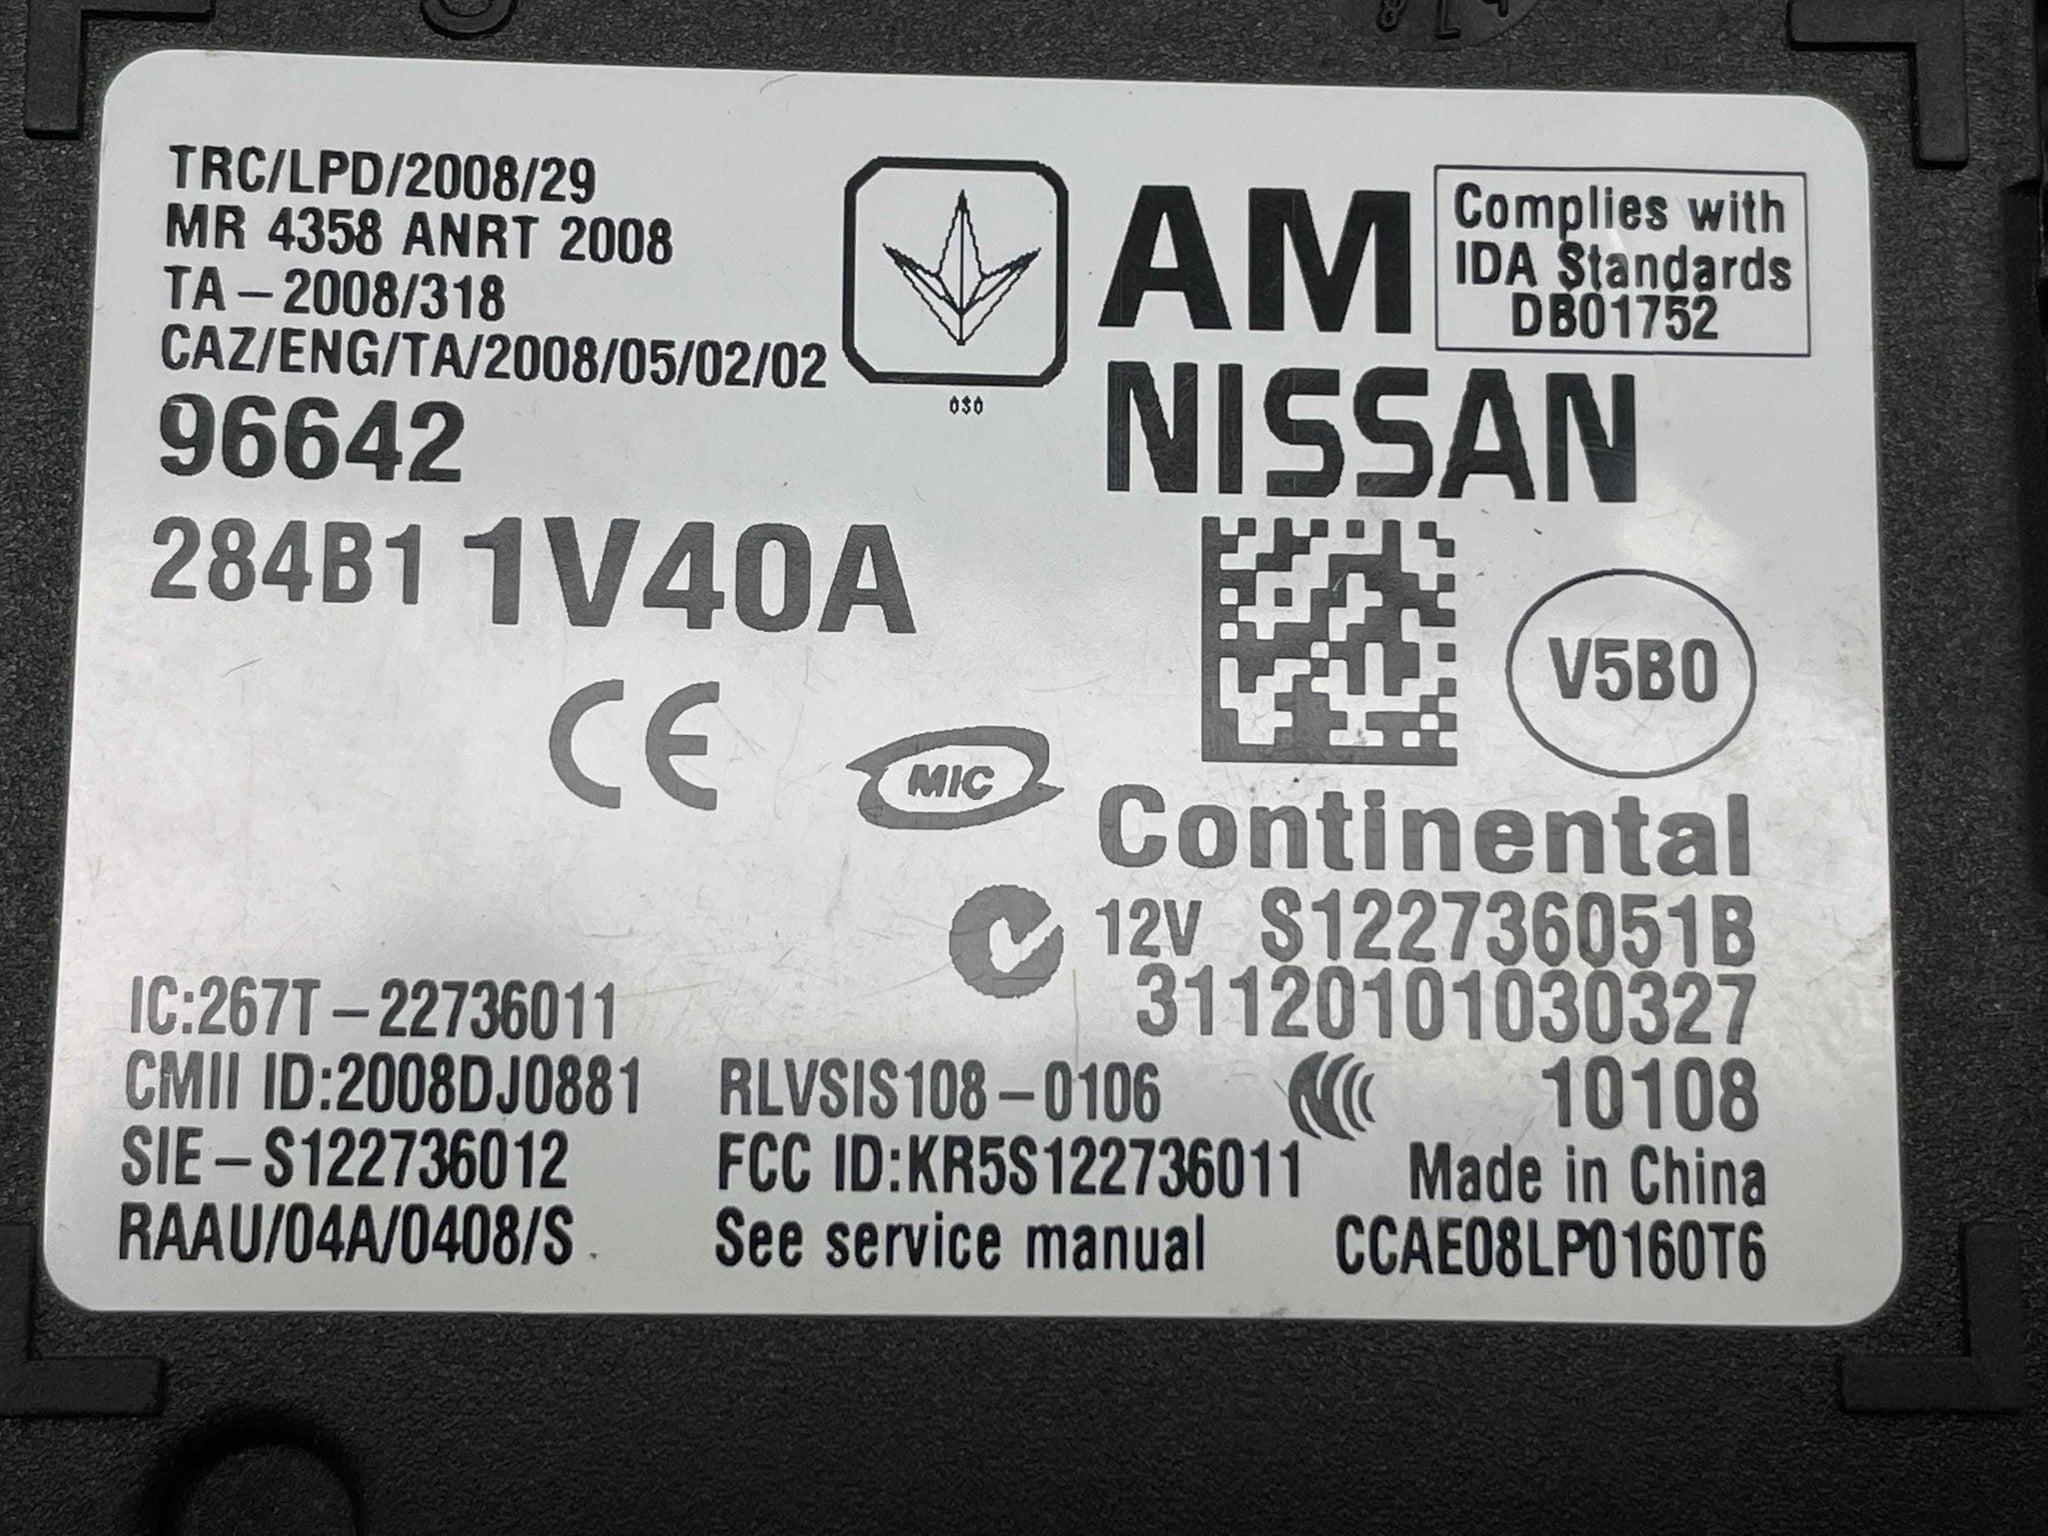 TRC/LPD/2008/29
MR 4358 ANRT 2008
TA-2008/318
CAZ/ENG/TA/2008/05/02/02
96642
284B1 1V40A
AM
Complies with
IDA Standards
DB01752
NISSAN
V5B0
CE
MIC
Continental
12V S122736051B
31120101030327
10108
IC:267T-22736011
CMII ID:2008DJ0881
SIE-S122736012
RAAU/04A/0408/S
RLVSIS108-0106
FCC ID:KR5S122736011
See service manual
Made in China
CCAE08LP0160T6